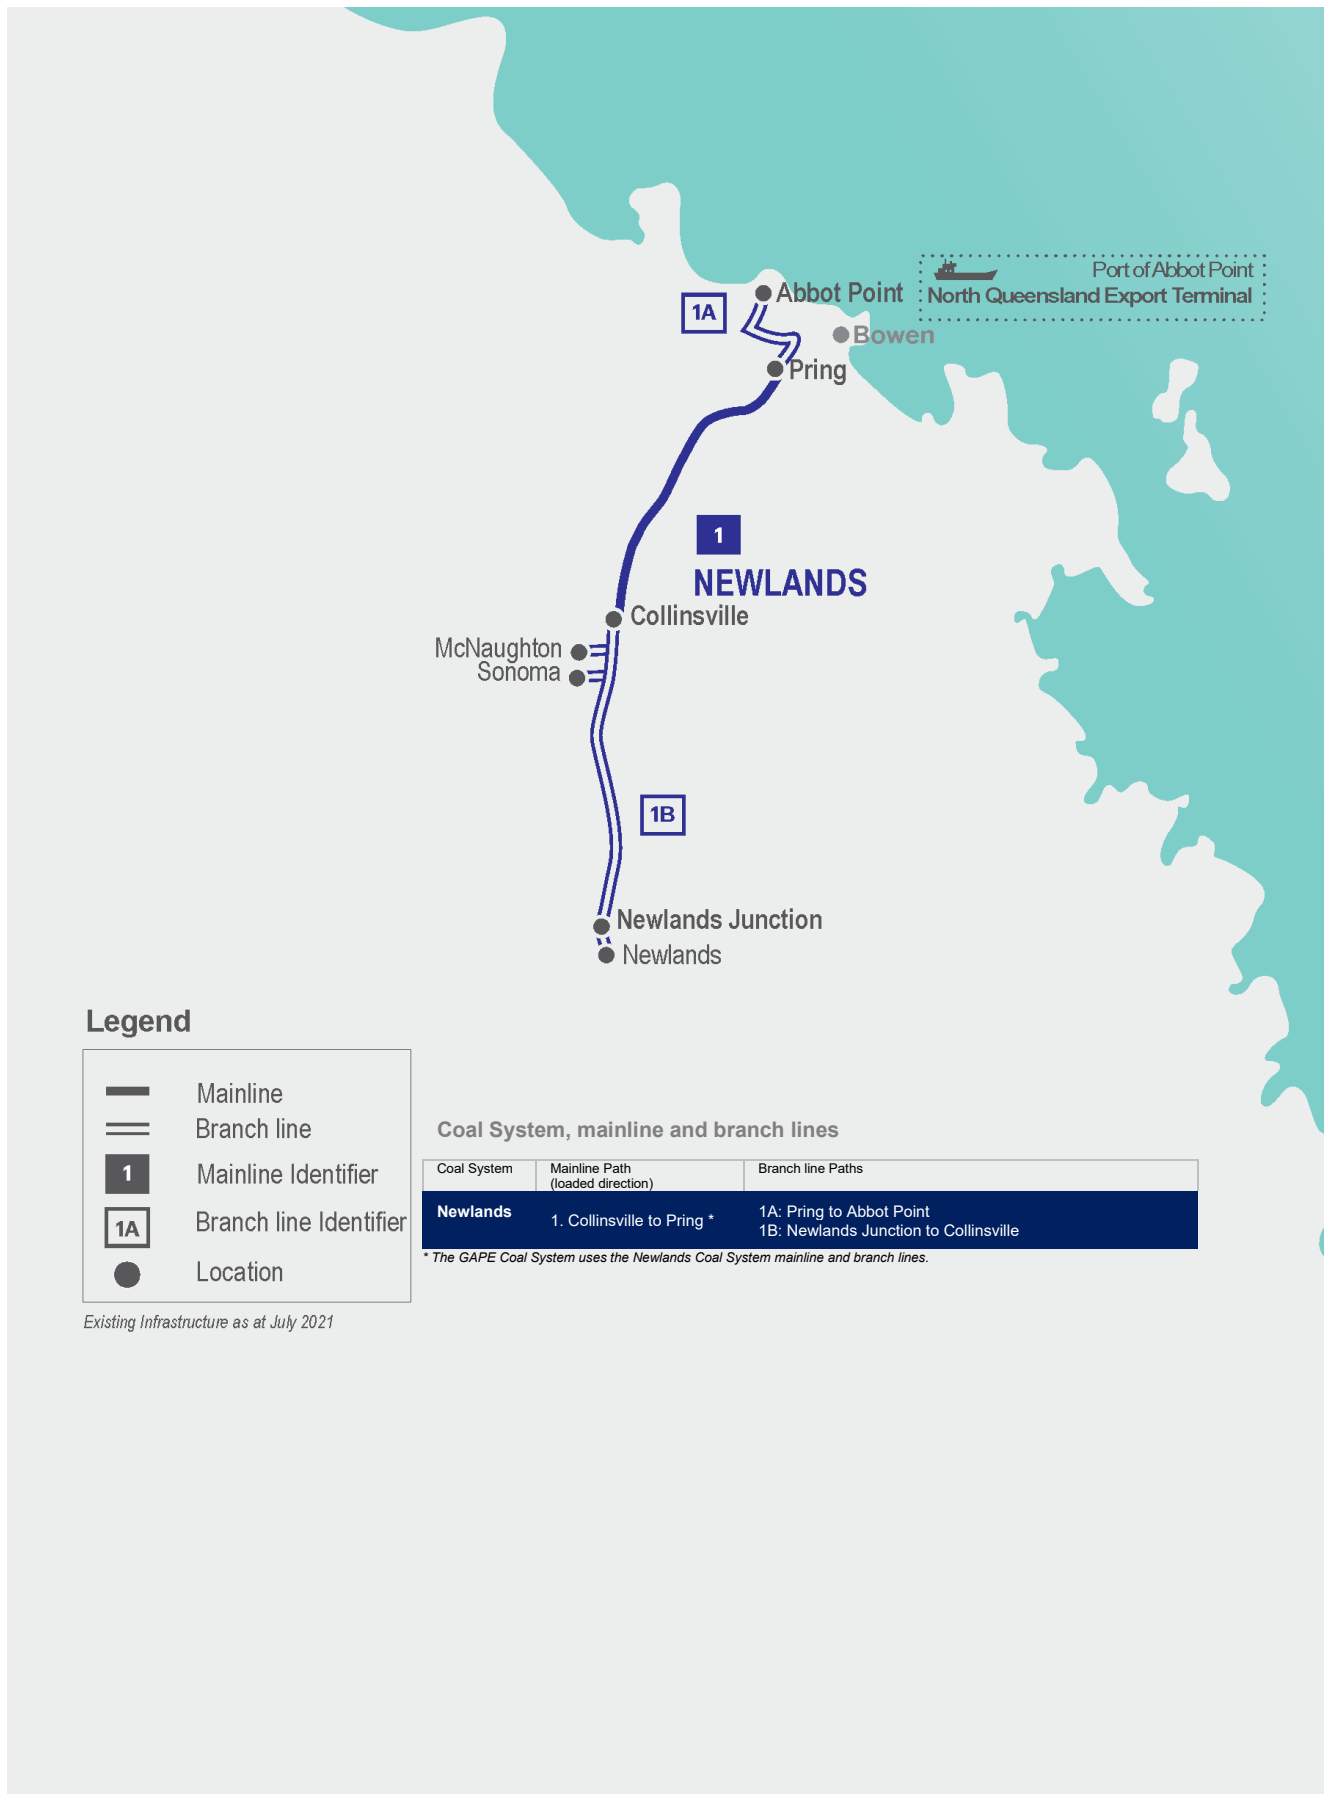 Port of Abbot Point
North Queensland Export Terminal
Abbot Point
1A
Bowen
Pring
1
NEWLANDS
Collinsville
McNaughton
Sonoma
1B
Newlands Junction
Newlands
Legend
Mainline
Branch line
1 Mainline Identifier
1A Branch line Identifier
Location
Existing Infrastructure as at July 2021
Coal System, mainline and branch lines
Coal System Mainline Path Branch line Paths
(loaded direction)
Newlands 1. Collinsville to Pring * 1A: Pring to Abbot Point
1B: Newlands Junction to Collinsville
* The GAPE Coal System uses the Newlands Coal System mainline and branch lines.